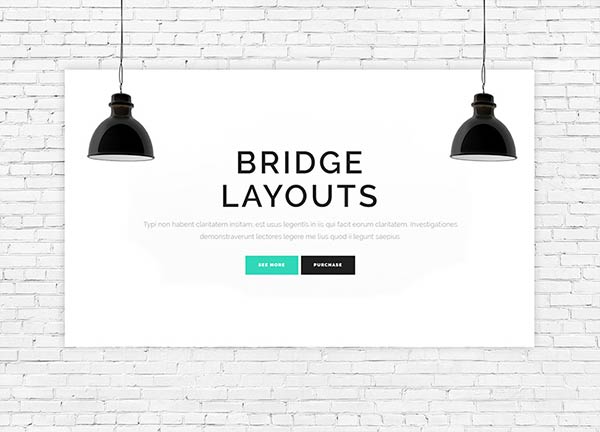 BRIDGE
LAYOUTS
Typi non habent claritatem insitam; est usus legentis in iis qui facit eorum claritatem. Investigationes
demonstraverunt lectores legere me lius quod ii legunt saepius
SEE MORE
PURCHASE